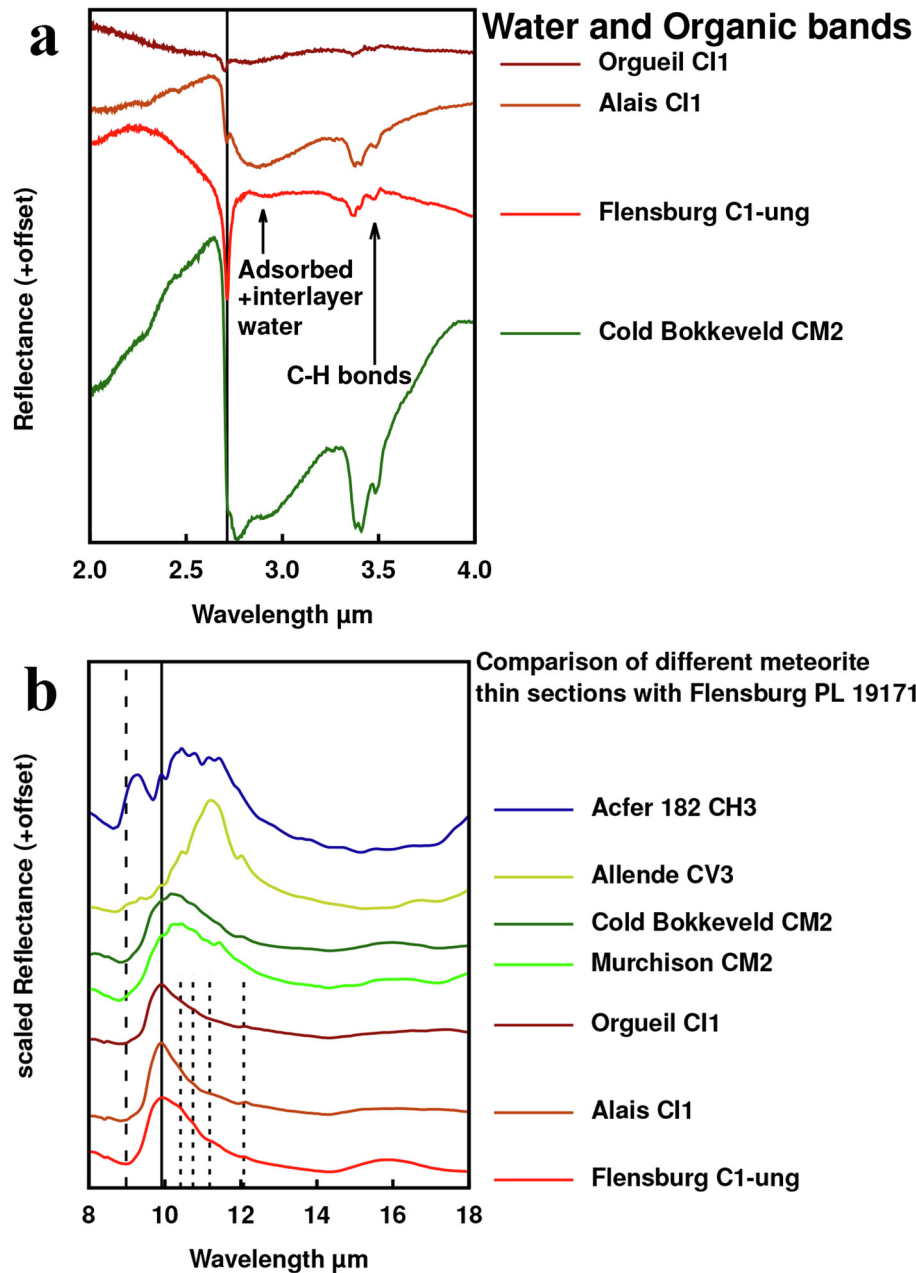 a
Water and Organic bands
Orgueil CI1
Alais CI1
Flensburg C1-ung
Cold Bokkeveld CM2
Reflectance (+offset)
Adsorbed
+interlayer
water
C-H bonds
2.0 2.5 3.0 3.5 4.0
Wavelength µm
b
Comparison of different meteorite
thin sections with Flensburg PL 19171
Acfer 182 CH3
Allende CV3
Cold Bokkeveld CM2
Murchison CM2
Orgueil CI1
Alais CI1
Flensburg C1-ung
scaled Reflectance (+offset)
8 10 12 14 16 18
Wavelength µm